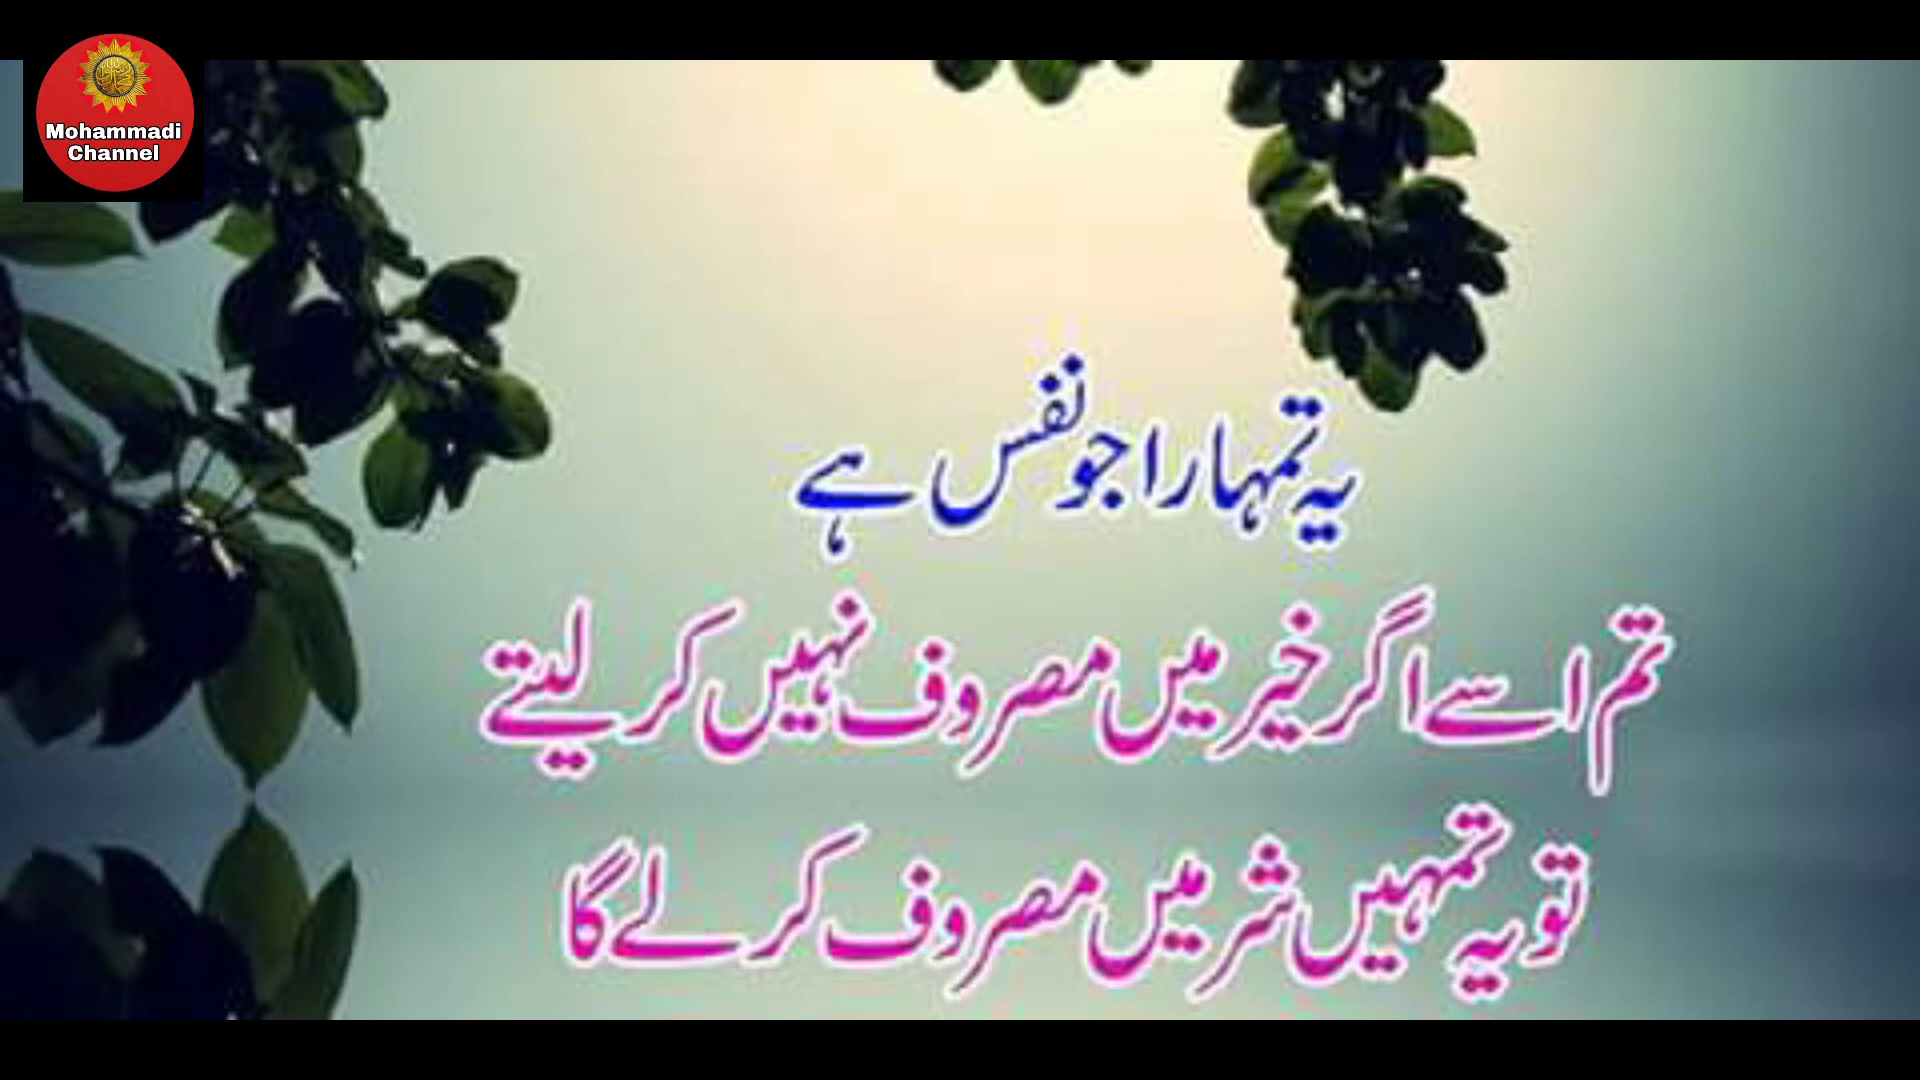 Mohammadi
Channel
یہ تمہارا جو نفس ہے
تم اسے اگر خیر میں مصروف نہیں کر لیتے
تو یہ تمہیں شر میں مصروف کر لے گا